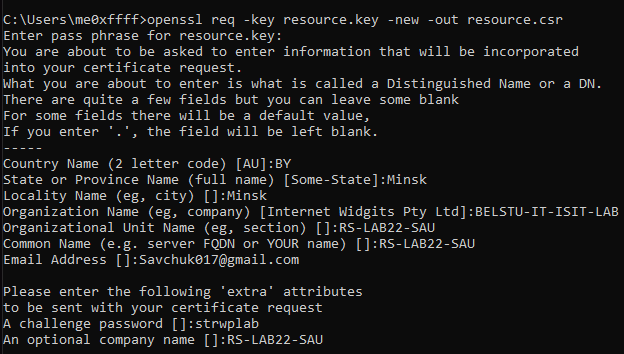 C:\Users\me0xffff>openssl req -key resource.key -new -out resource.csr
Enter pass phrase for resource.key:
You are about to be asked to enter information that will be incorporated
into your certificate request.
What you are about to enter is what is called a Distinguished Name or a DN.
There are quite a few fields but you can leave some blank
For some fields there will be a default value,
If you enter '.', the field will be left blank.
-----
Country Name (2 letter code) [AU]:BY
State or Province Name (full name) [Some-State]:Minsk
Locality Name (eg, city) []:Minsk
Organization Name (eg, company) [Internet Widgits Pty Ltd]:BELSTU-IT-ISIT-LAB
Organizational Unit Name (eg, section) []:RS-LAB22-SAU
Common Name (e.g. server FQDN or YOUR name) []:RS-LAB22-SAU
Email Address []:Savchuk017@gmail.com

Please enter the following 'extra' attributes
to be sent with your certificate request
A challenge password []:strwplab
An optional company name []:RS-LAB22-SAU